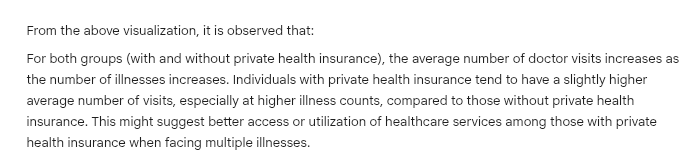 From the above visualization, it is observed that:
For both groups (with and without private health insurance), the average number of doctor visits increases as
the number of illnesses increases. Individuals with private health insurance tend to have a slightly higher
average number of visits, especially at higher illness counts, compared to those without private health
insurance. This might suggest better access or utilization of healthcare services among those with private
health insurance when facing multiple illnesses.